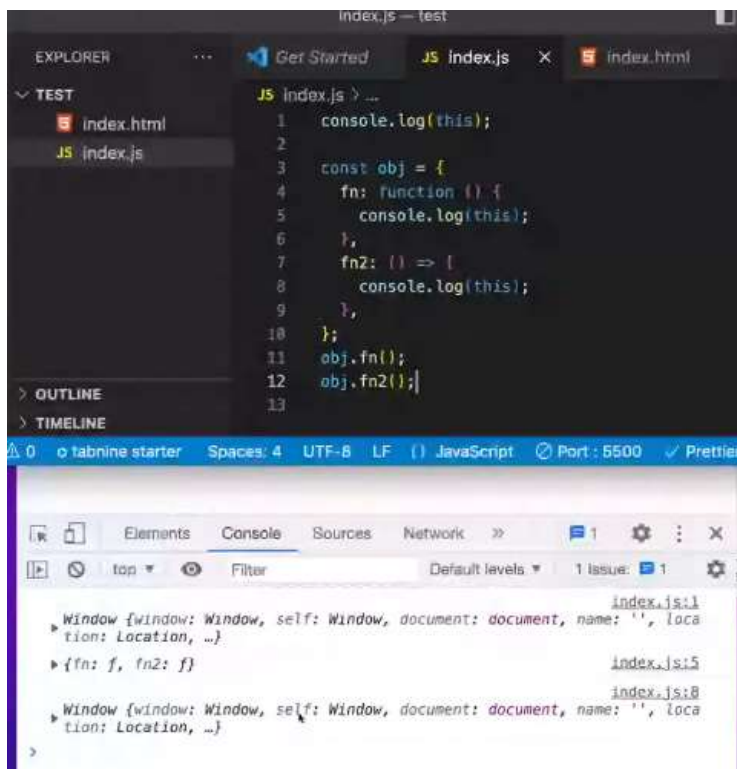 index.js — test
EXPLORER ... Get Started JS index.js × index.html
TEST
index.html
JS index.js
JS index.js > ...
1 console.log(this);
2
3 const obj = {
4 fn: function () {
5 console.log(this);
6 },
7 fn2: () => {
8 console.log(this);
9 },
10 };
11 obj.fn();
12 obj.fn2();
13
> OUTLINE
> TIMELINE
0 tabnine starter Spaces: 4 UTF-8 LF {} JavaScript Port : 5500 ✓ Prettier
Elements Console Sources Network » 1
top ▼ Filter Default levels ▼ 1 Issue: 1
index.js:1
▸ Window {window: Window, self: Window, document: document, name: '', loca
tion: Location, …}
▸ {fn: ƒ, fn2: ƒ} index.js:5
index.js:8
▸ Window {window: Window, self: Window, document: document, name: '', loca
tion: Location, …}
>